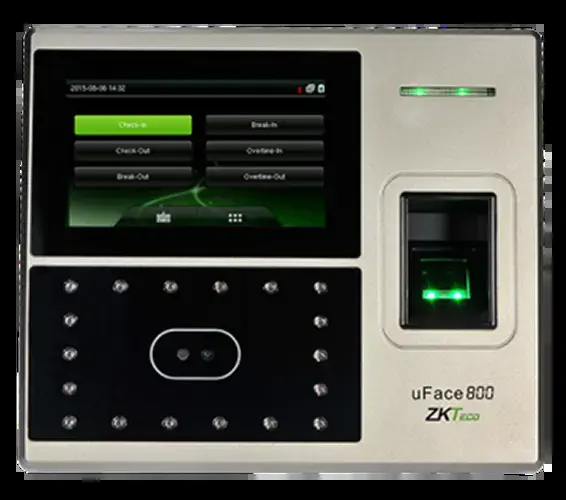 2015-08-06 14:32
Check-In
Break-In
Check-Out
Overtime-In
Break-Out
Overtime-Out
uFace800
ZKTECO